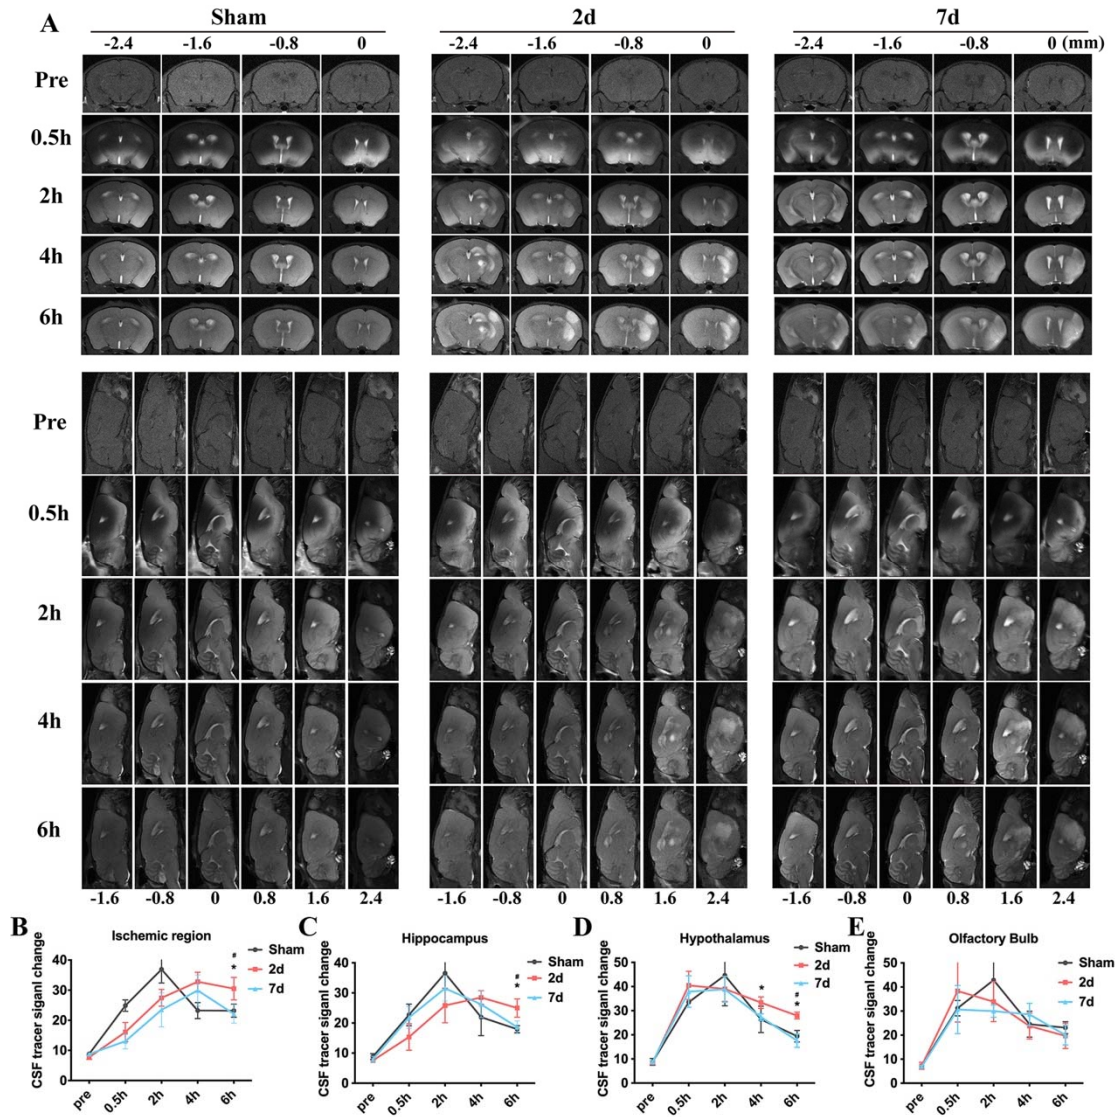 A
Sham 2d 7d
-2.4 -1.6 -0.8 0 -2.4 -1.6 -0.8 0 -2.4 -1.6 -0.8 0 (mm)
Pre
0.5h
2h
4h
6h
Pre
0.5h
2h
4h
6h
-1.6 -0.8 0 0.8 1.6 2.4 -1.6 -0.8 0 0.8 1.6 2.4 -1.6 -0.8 0 0.8 1.6 2.4
B
Ischemic region
CSF tracer siganl change
40
30
20
10
0
pre 0.5h 2h 4h 6h
Sham
2d
7d
#
*
C
Hippocampus
CSF tracer siganl change
40
30
20
10
0
pre 0.5h 2h 4h 6h
Sham
2d
7d
#
*
D
Hypothalamus
CSF tracer siganl change
50
40
30
20
10
0
pre 0.5h 2h 4h 6h
Sham
2d
7d
*
#
*
E
Olfactory Bulb
CSF tracer siganl change
50
40
30
20
10
0
pre 0.5h 2h 4h 6h
Sham
2d
7d